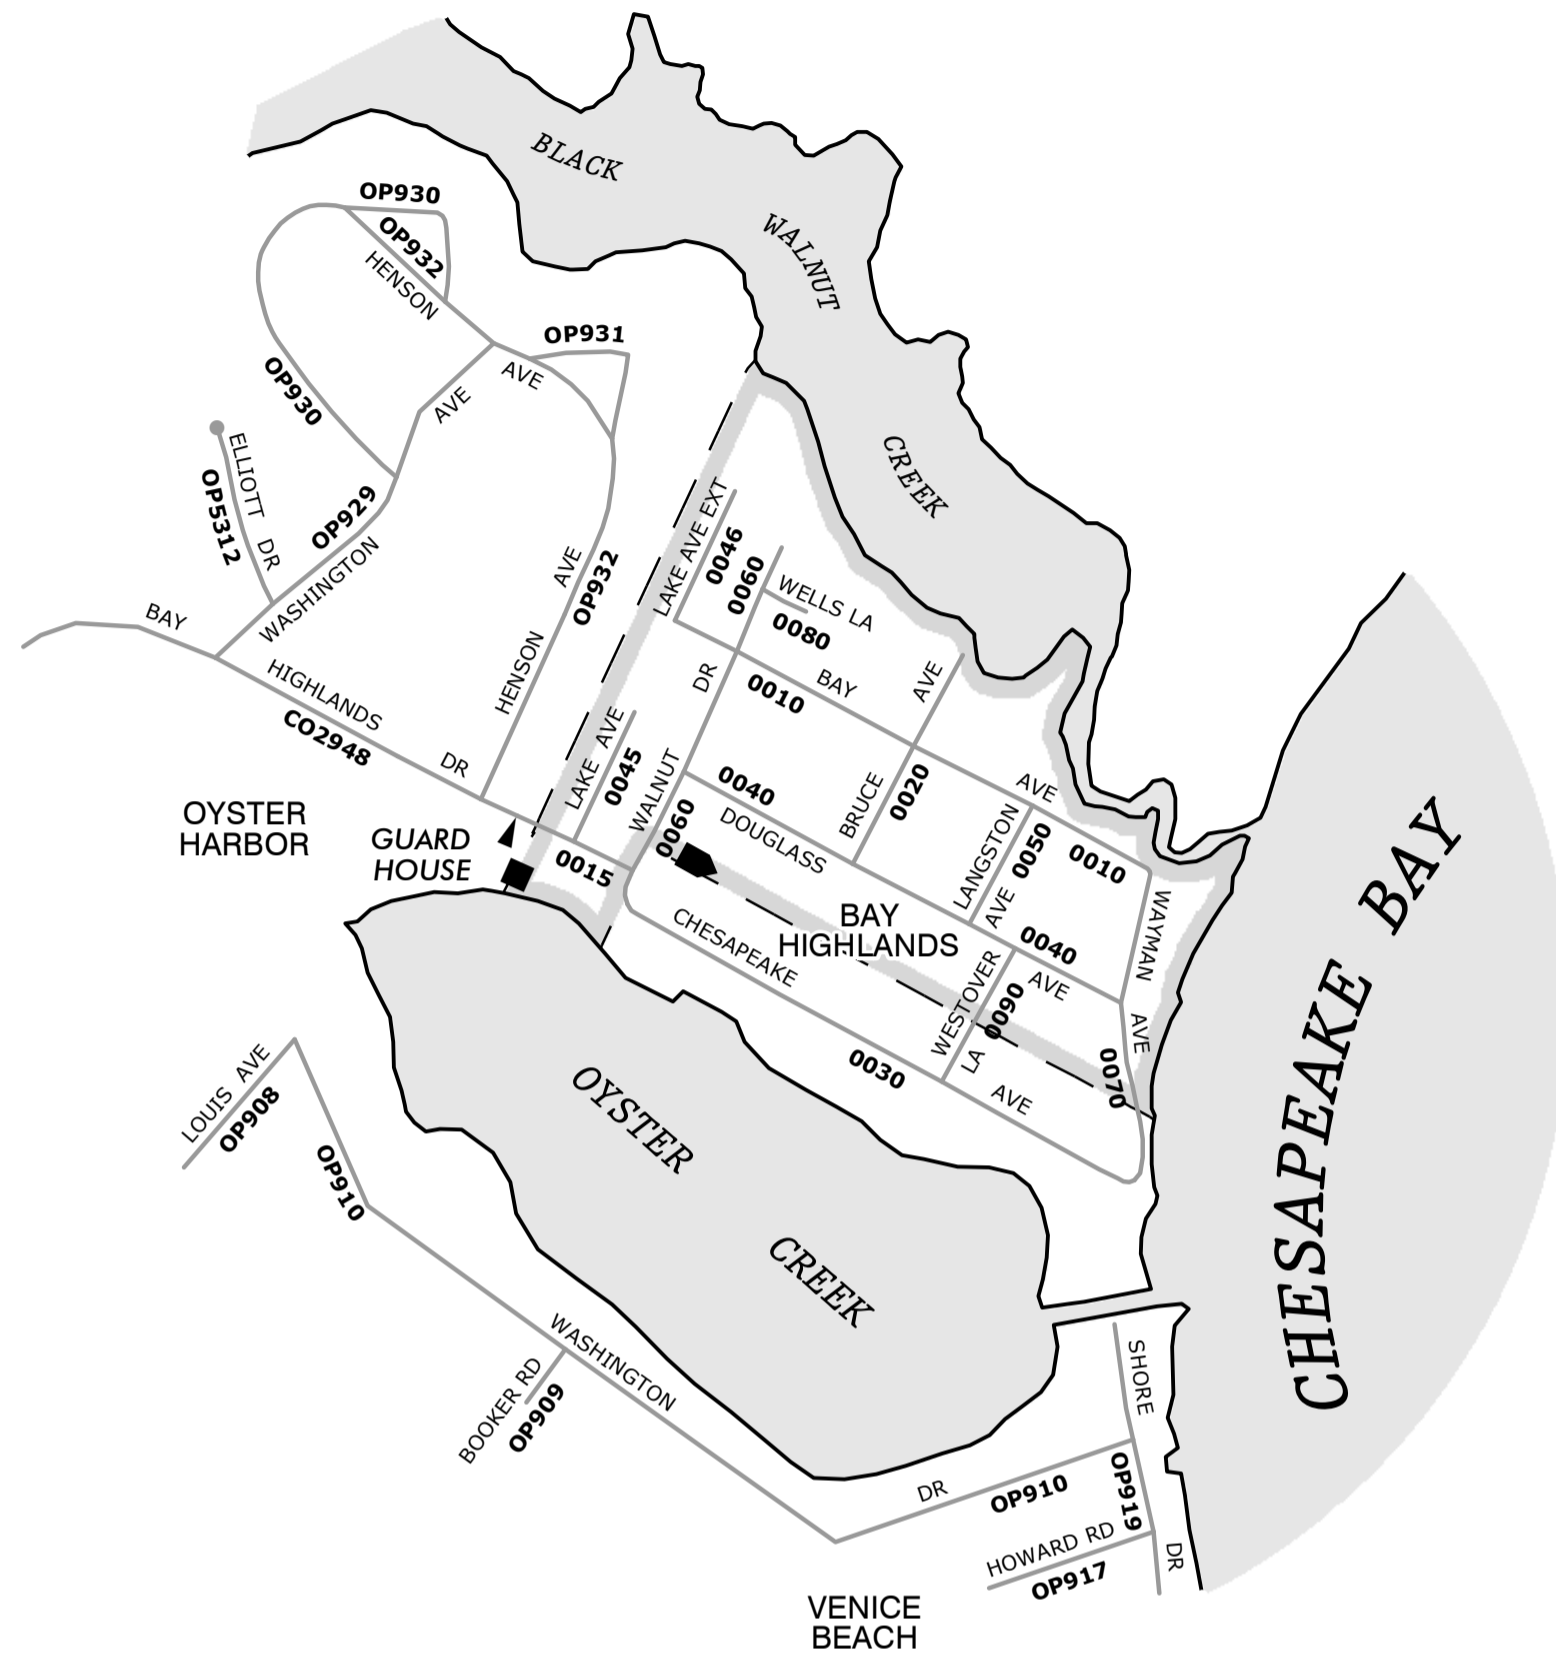 BLACK
WALNUT
CREEK
OP930
OP932
HENSON
OP931
AVE
AVE
OP930
ELLIOTT DR
OP5312
OP929
WASHINGTON
BAY
HIGHLANDS
CO2948
DR
HENSON
AVE
OP932
LAKE AVE EXT
0046
0060
WELLS LA
0080
BAY
0010
DR
AVE
LAKE AVE
0045
WALNUT
0060
0040
DOUGLASS
BRUCE
0020
AVE
LANGSTON
AVE
0050
0010
WAYMAN
AVE
0070
OYSTER
HARBOR
GUARD
HOUSE
0015
BAY
HIGHLANDS
CHESAPEAKE
0040
AVE
WESTOVER
LA
0090
0030
AVE
CHESAPEAKE BAY
LOUIS AVE
OP908
OP910
OYSTER
CREEK
WASHINGTON
BOOKER RD
OP909
DR
OP910
SHORE
OP919
DR
HOWARD RD
OP917
VENICE
BEACH